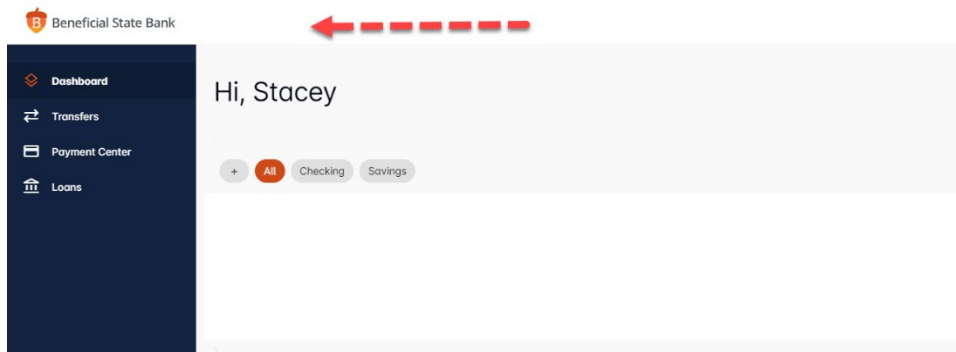 B Beneficial State Bank
Dashboard
Transfers
Payment Center
Loans
Hi, Stacey
+ All Checking Savings